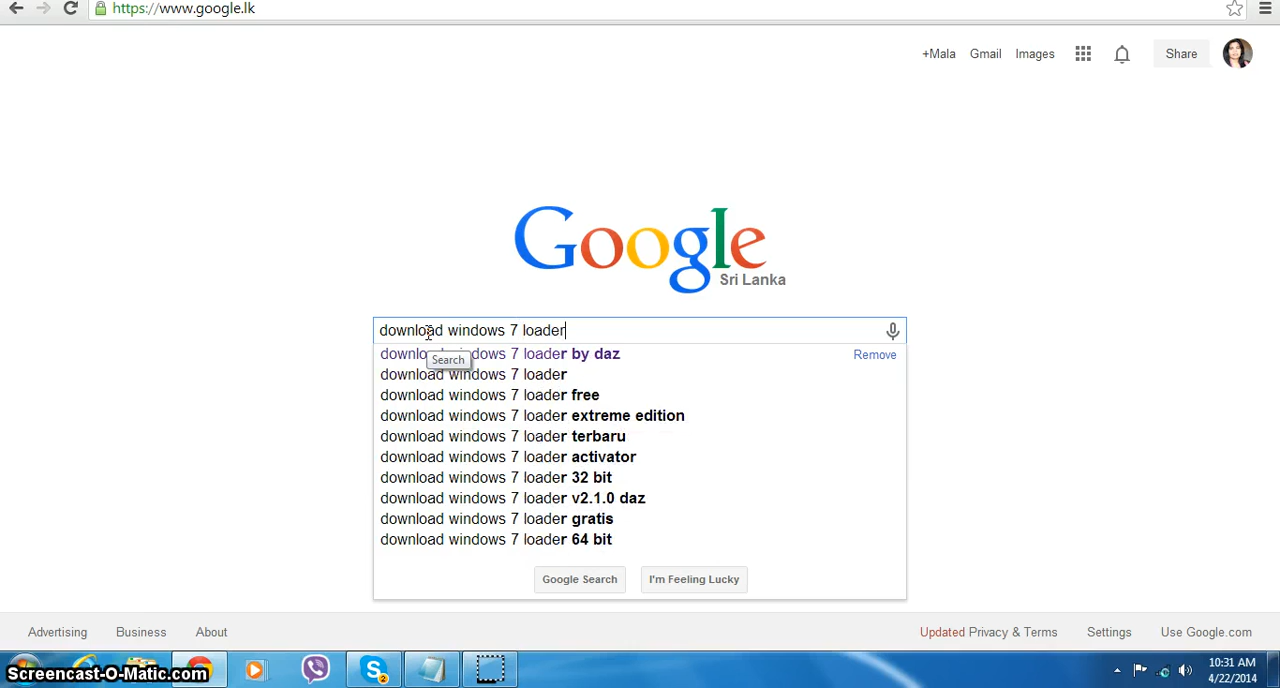 https://www.google.lk
+Mala Gmail Images Share
Google
Sri Lanka
download windows 7 loader
download windows 7 loader by daz Remove
Search
download windows 7 loader
download windows 7 loader free
download windows 7 loader extreme edition
download windows 7 loader terbaru
download windows 7 loader activator
download windows 7 loader 32 bit
download windows 7 loader v2.1.0 daz
download windows 7 loader gratis
download windows 7 loader 64 bit
Google Search I'm Feeling Lucky
Advertising Business About Updated Privacy & Terms Settings Use Google.com
Screencast-O-Matic.com
2
10:31 AM
4/22/2014